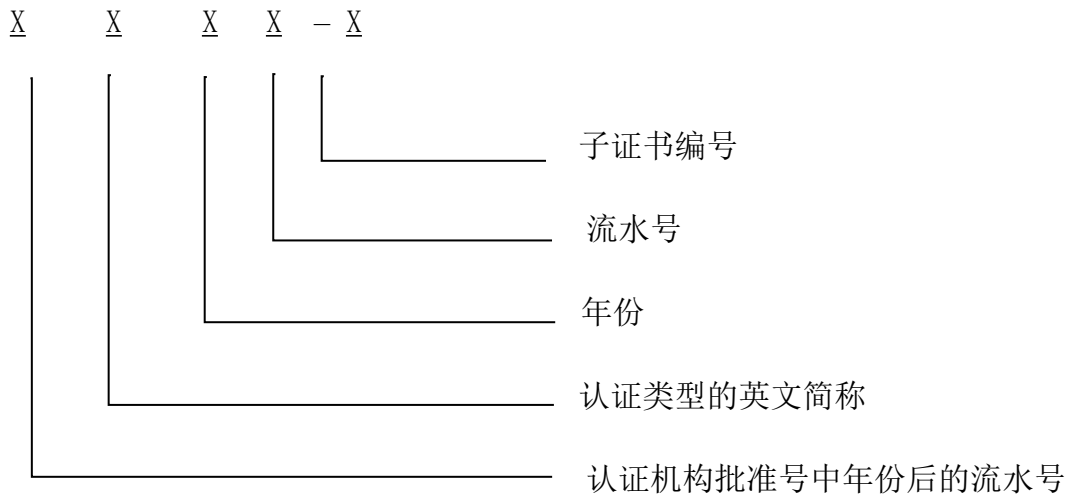 X X X X － X
子证书编号
流水号
年份
认证类型的英文简称
认证机构批准号中年份后的流水号